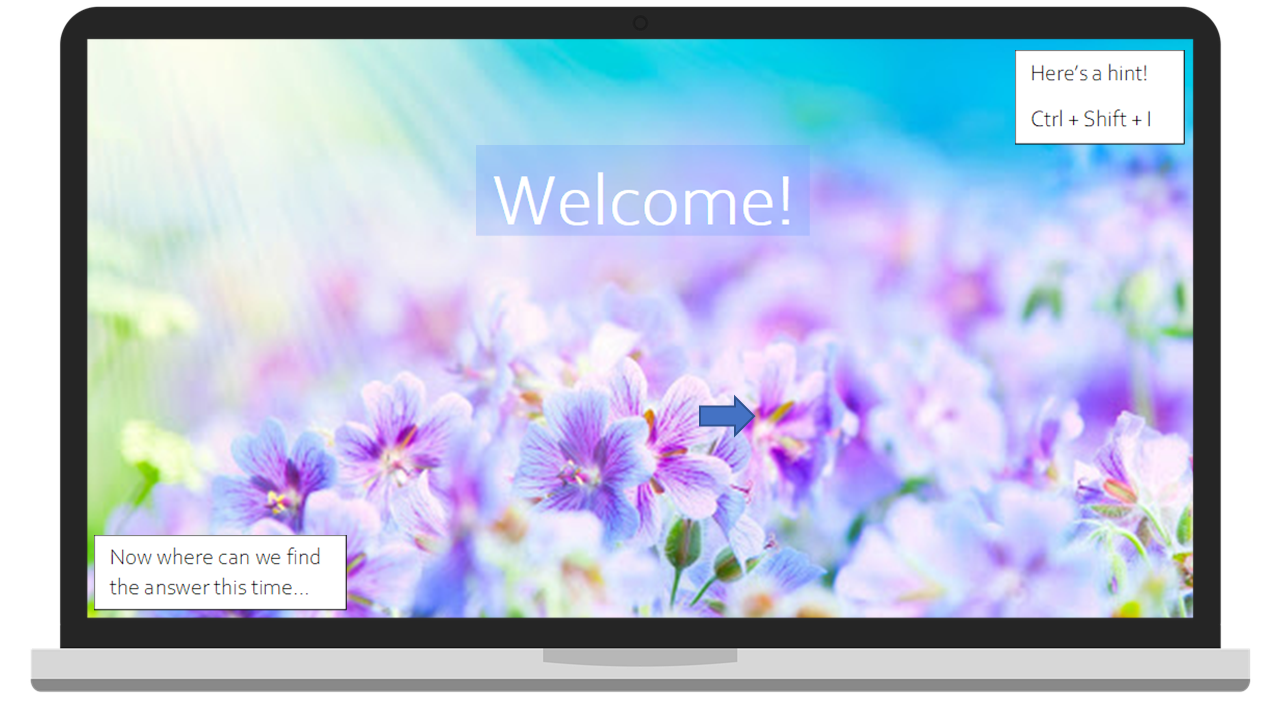 Here's a hint!
Ctrl + Shift + I
Welcome!
Now where can we find
the answer this time...